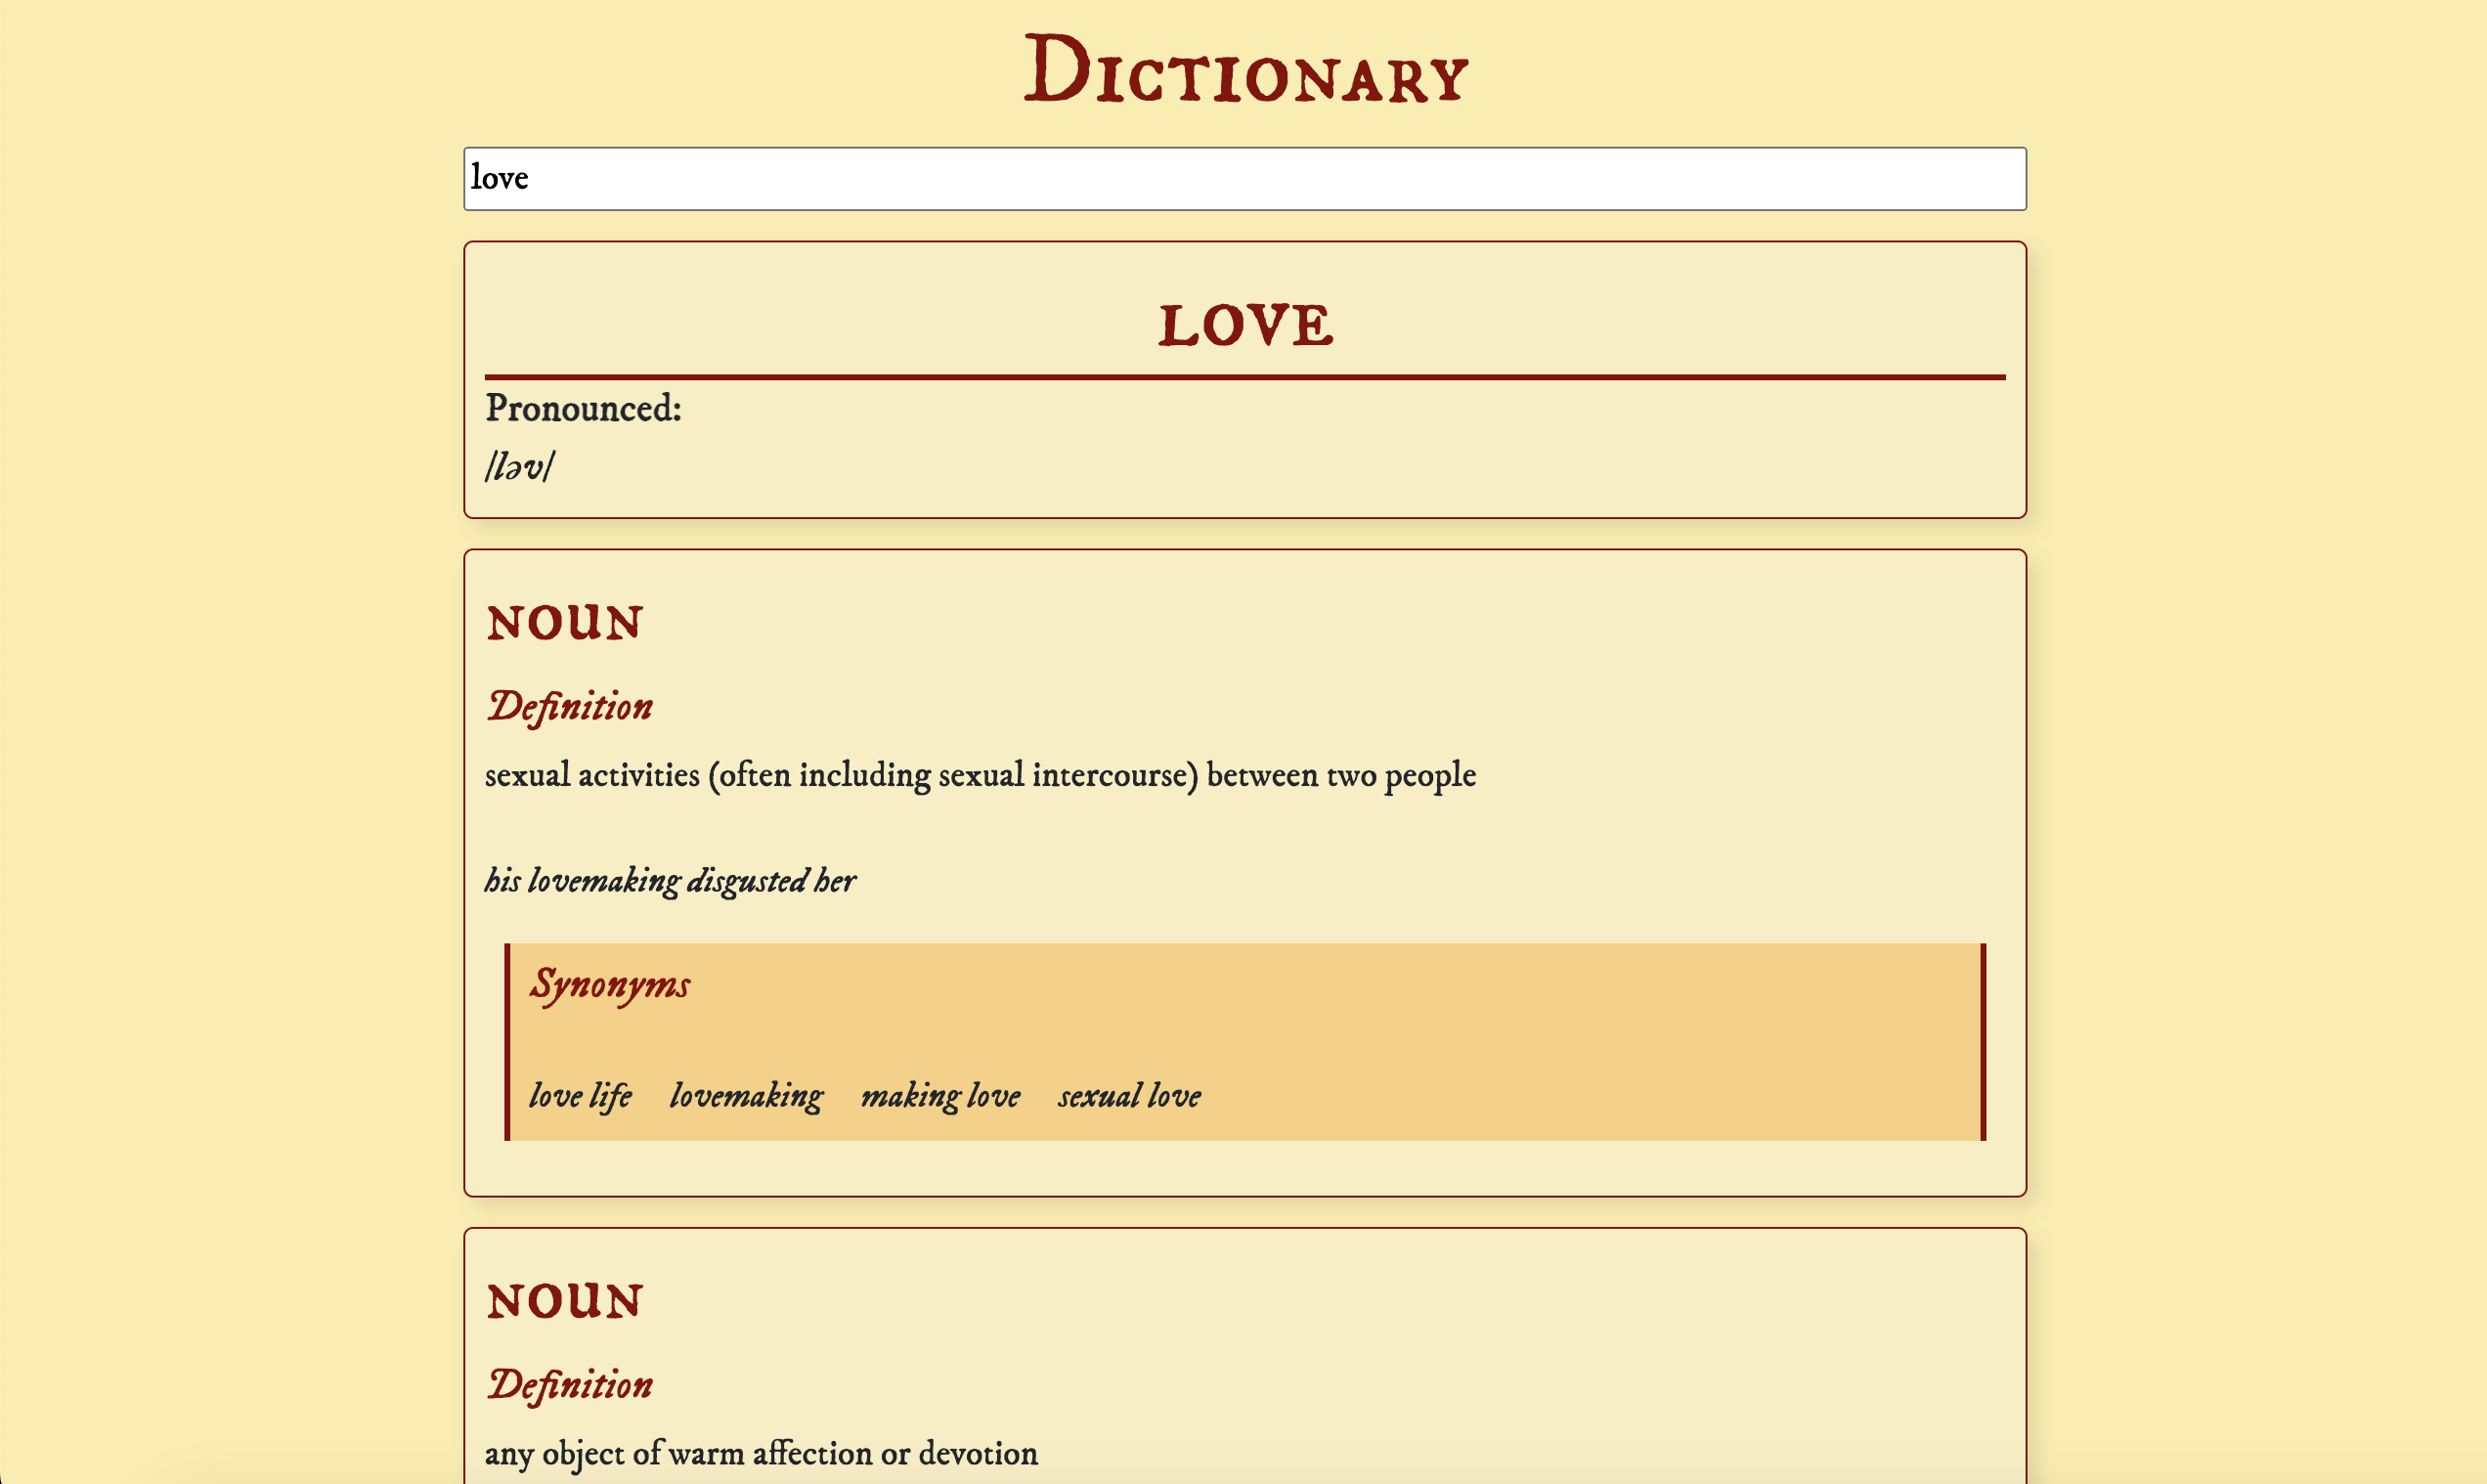 Dictionary
love
LOVE
Pronounced:
/ləv/
NOUN
Definition
sexual activities (often including sexual intercourse) between two people
his lovemaking disgusted her
Synonyms
love life lovemaking making love sexual love
NOUN
Definition
any object of warm affection or devotion